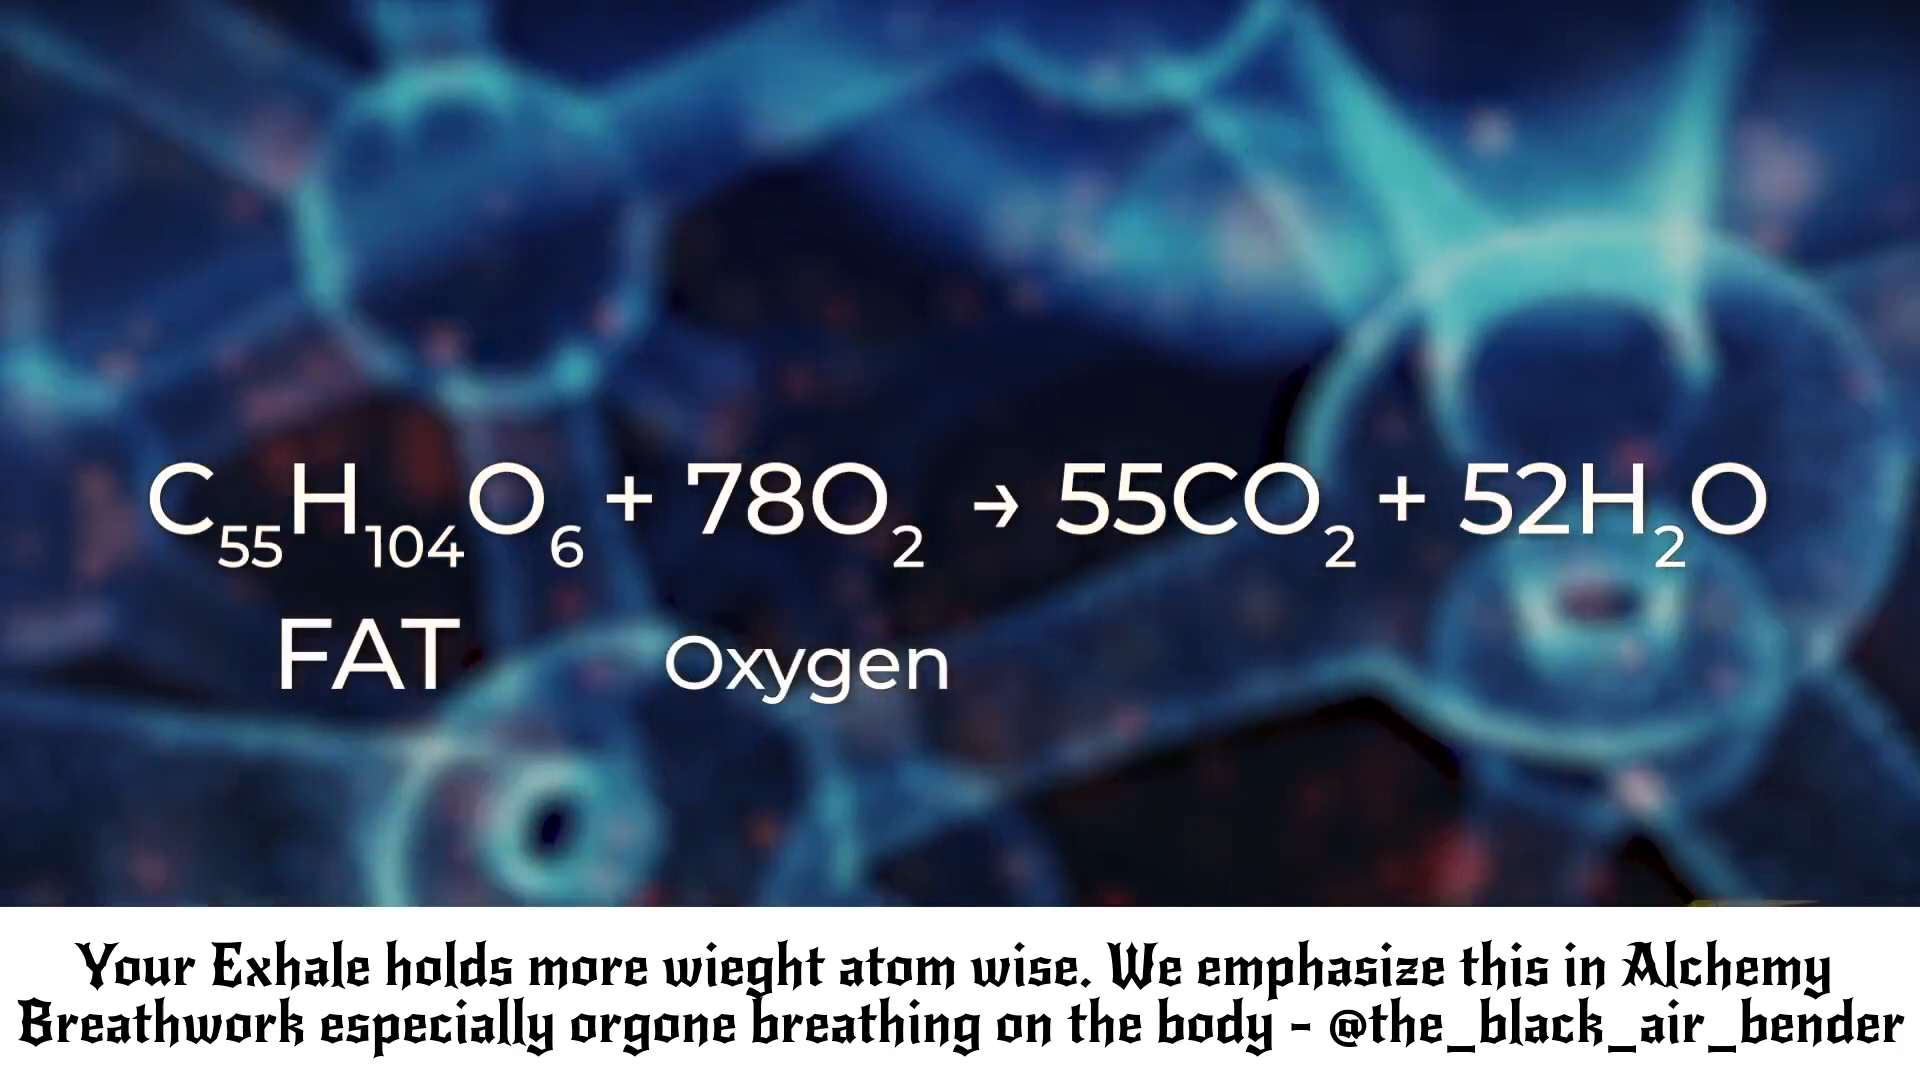 C₅₅H₁₀₄O₆ + 78O₂ → 55CO₂ + 52H₂O
FAT Oxygen
Your Exhale holds more wieght atom wise. We emphasize this in Alchemy
Breathwork especially orgone breathing on the body - @the_black_air_bender